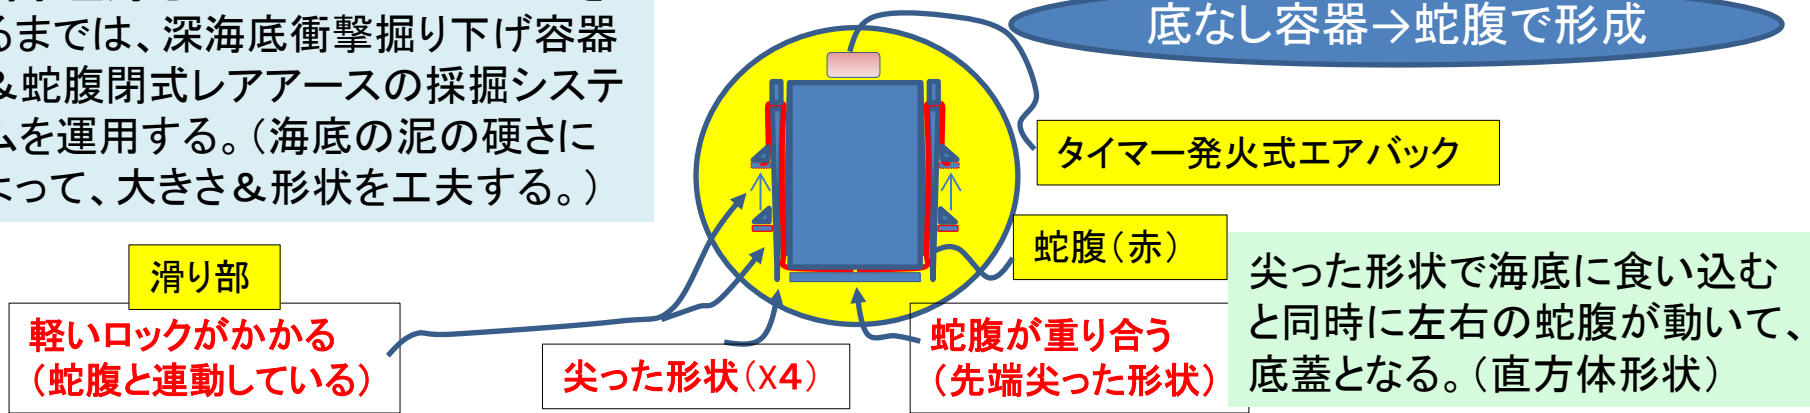 るまでは、深海底衝撃掘り下げ容器
&蛇腹閉式レアアースの採掘システ
ムを運用する。(海底の泥の硬さに
よって、大きさ&形状を工夫する。)
底なし容器→蛇腹で形成
タイマー発火式エアバック
蛇腹(赤)
滑り部
軽いロックがかかる
(蛇腹と連動している)
尖った形状(X4)
蛇腹が重り合う
(先端尖った形状)
尖った形状で海底に食い込む
と同時に左右の蛇腹が動いて、
底蓋となる。(直方体形状)